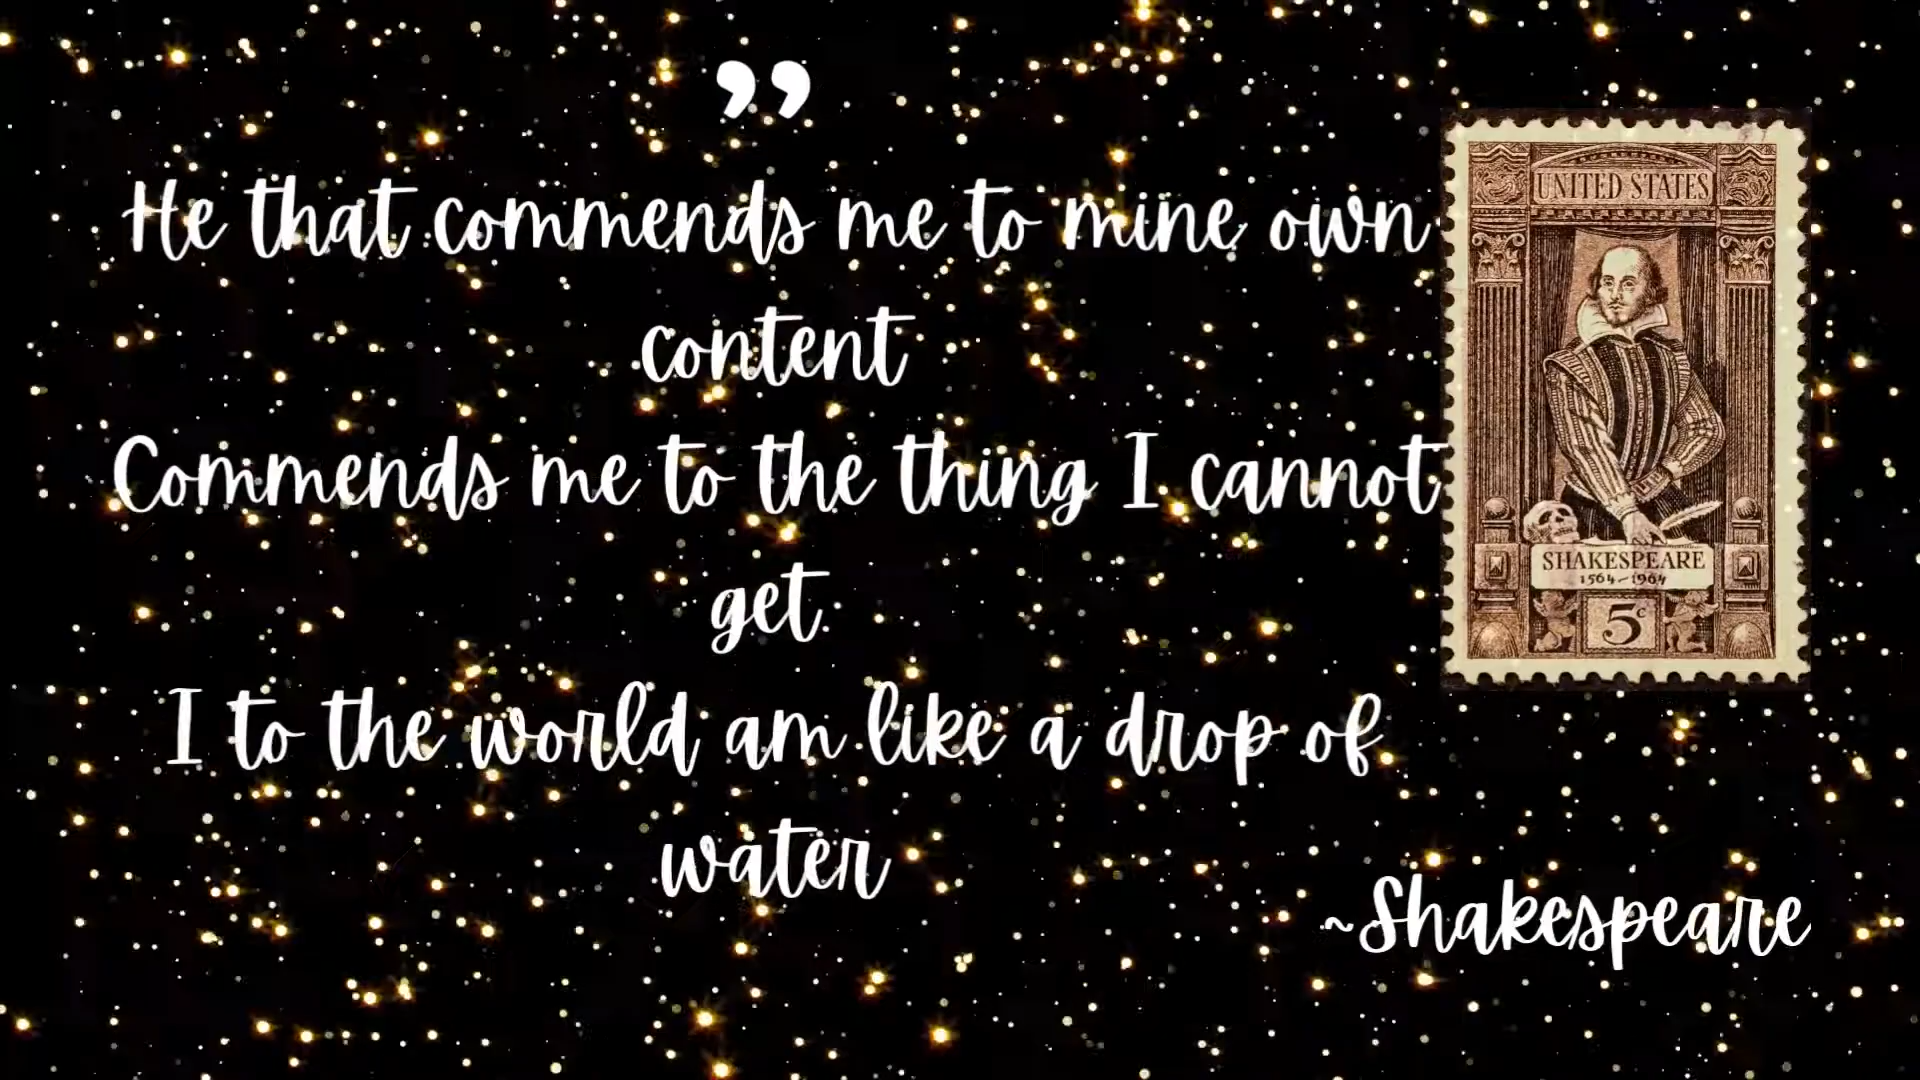 ”
He that commends me to mine own
content
Commends me to the thing I cannot
get
I to the world am like a drop of
water
~Shakespeare
UNITED STATES
SHAKESPEARE
1564-1964
5c